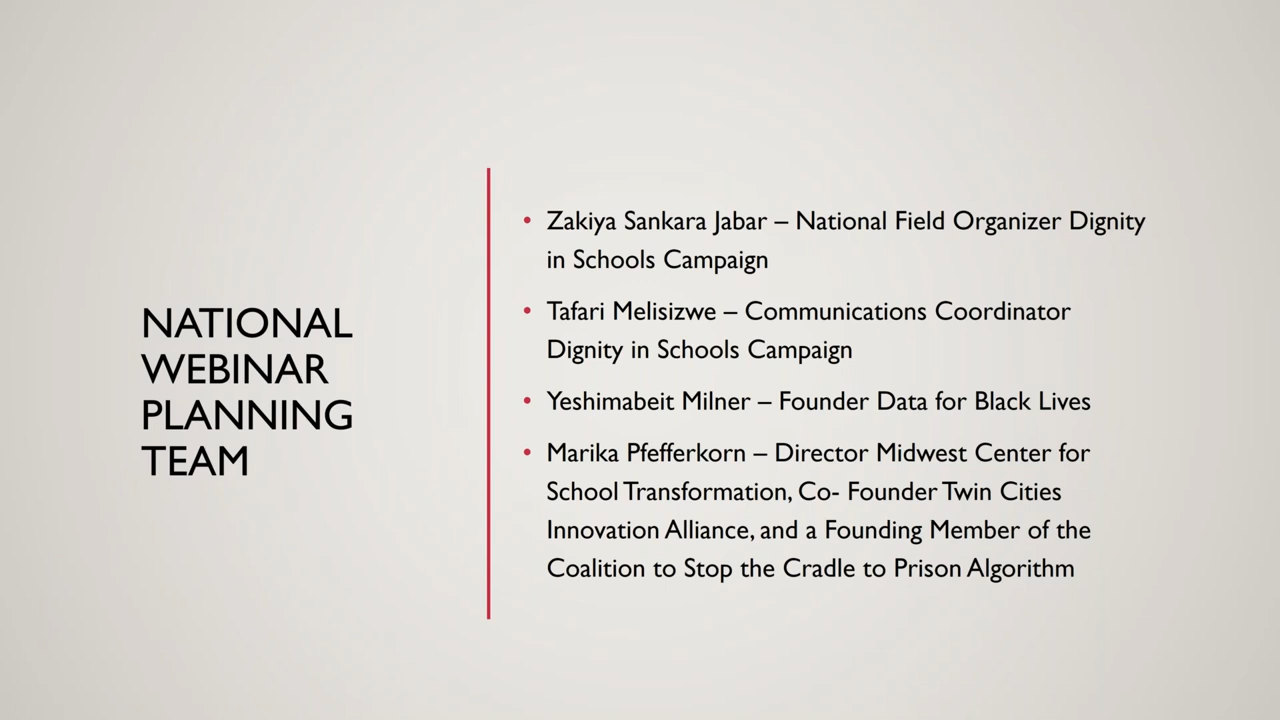 NATIONAL
WEBINAR
PLANNING
TEAM
• Zakiya Sankara Jabar – National Field Organizer Dignity
in Schools Campaign
• Tafari Melisizwe – Communications Coordinator
Dignity in Schools Campaign
• Yeshimabeit Milner – Founder Data for Black Lives
• Marika Pfefferkorn – Director Midwest Center for
School Transformation, Co- Founder Twin Cities
Innovation Alliance, and a Founding Member of the
Coalition to Stop the Cradle to Prison Algorithm